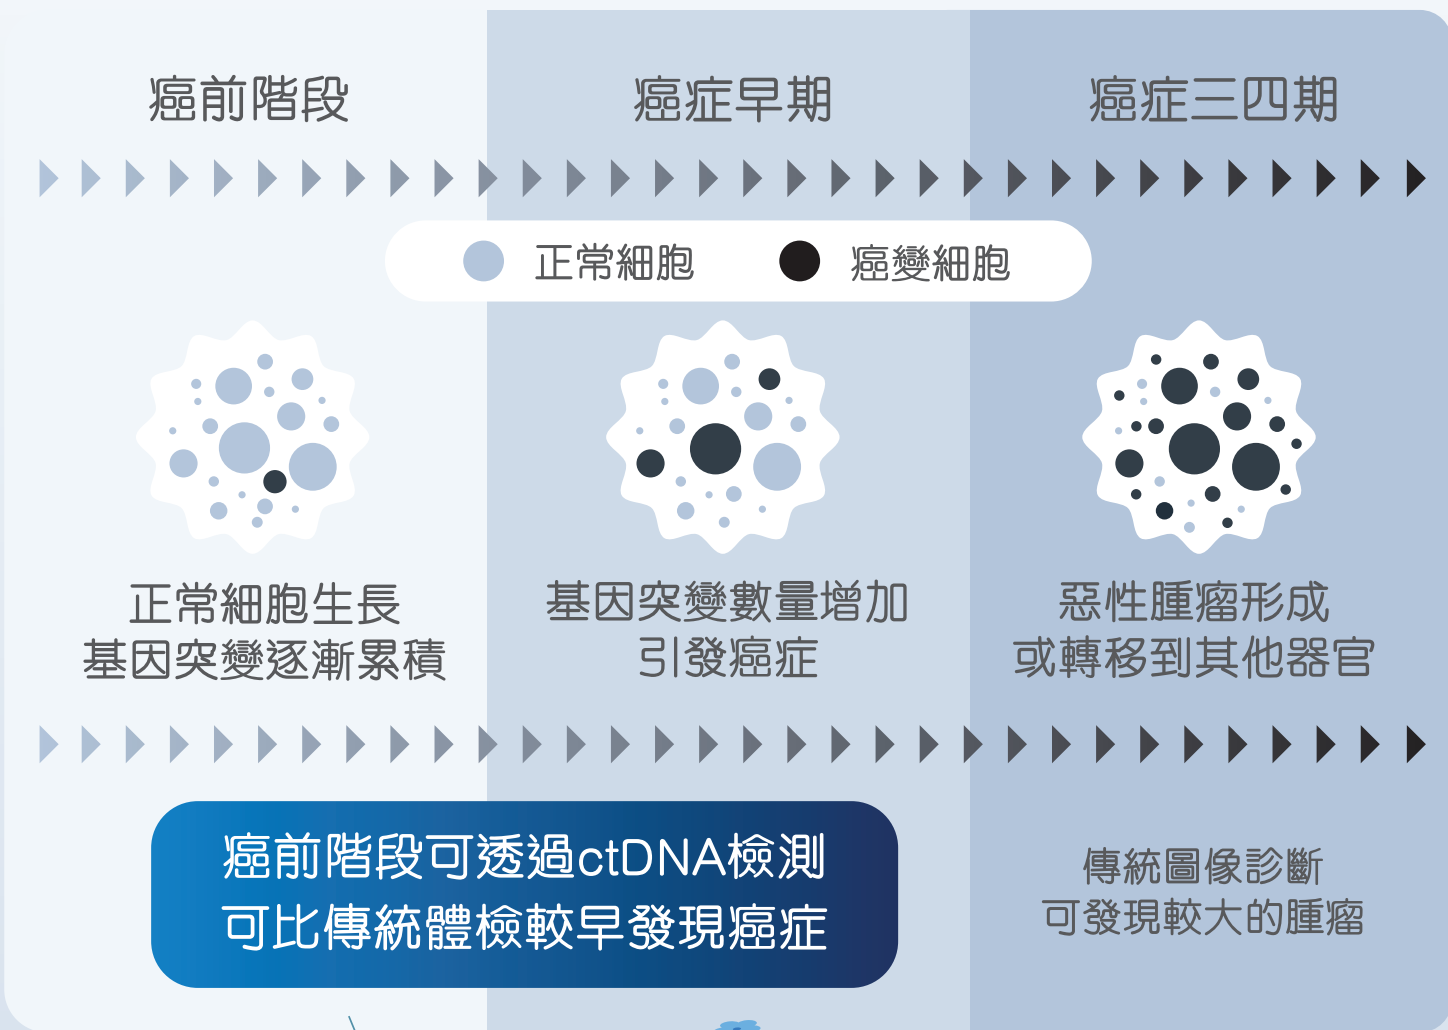 癌前階段
癌症早期
癌症三四期
正常細胞
癌變細胞
正常細胞生長
基因突變逐漸累積
基因突變數量增加
引發癌症
惡性腫瘤形成
或轉移到其他器官
癌前階段可透過ctDNA檢測
可比傳統體檢較早發現癌症
傳統圖像診斷
可發現較大的腫瘤